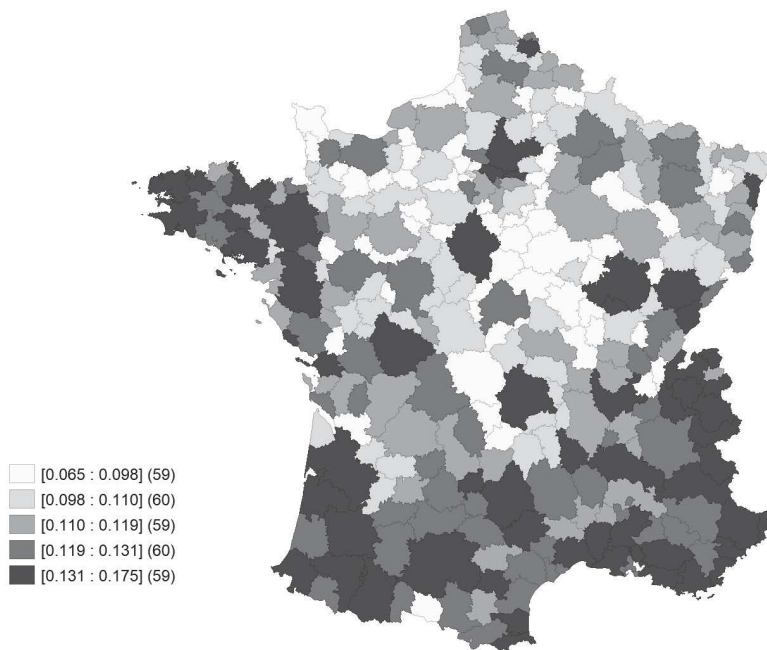 [0.065 : 0.098] (59)
[0.098 : 0.110] (60)
[0.110 : 0.119] (59)
[0.119 : 0.131] (60)
[0.131 : 0.175] (59)